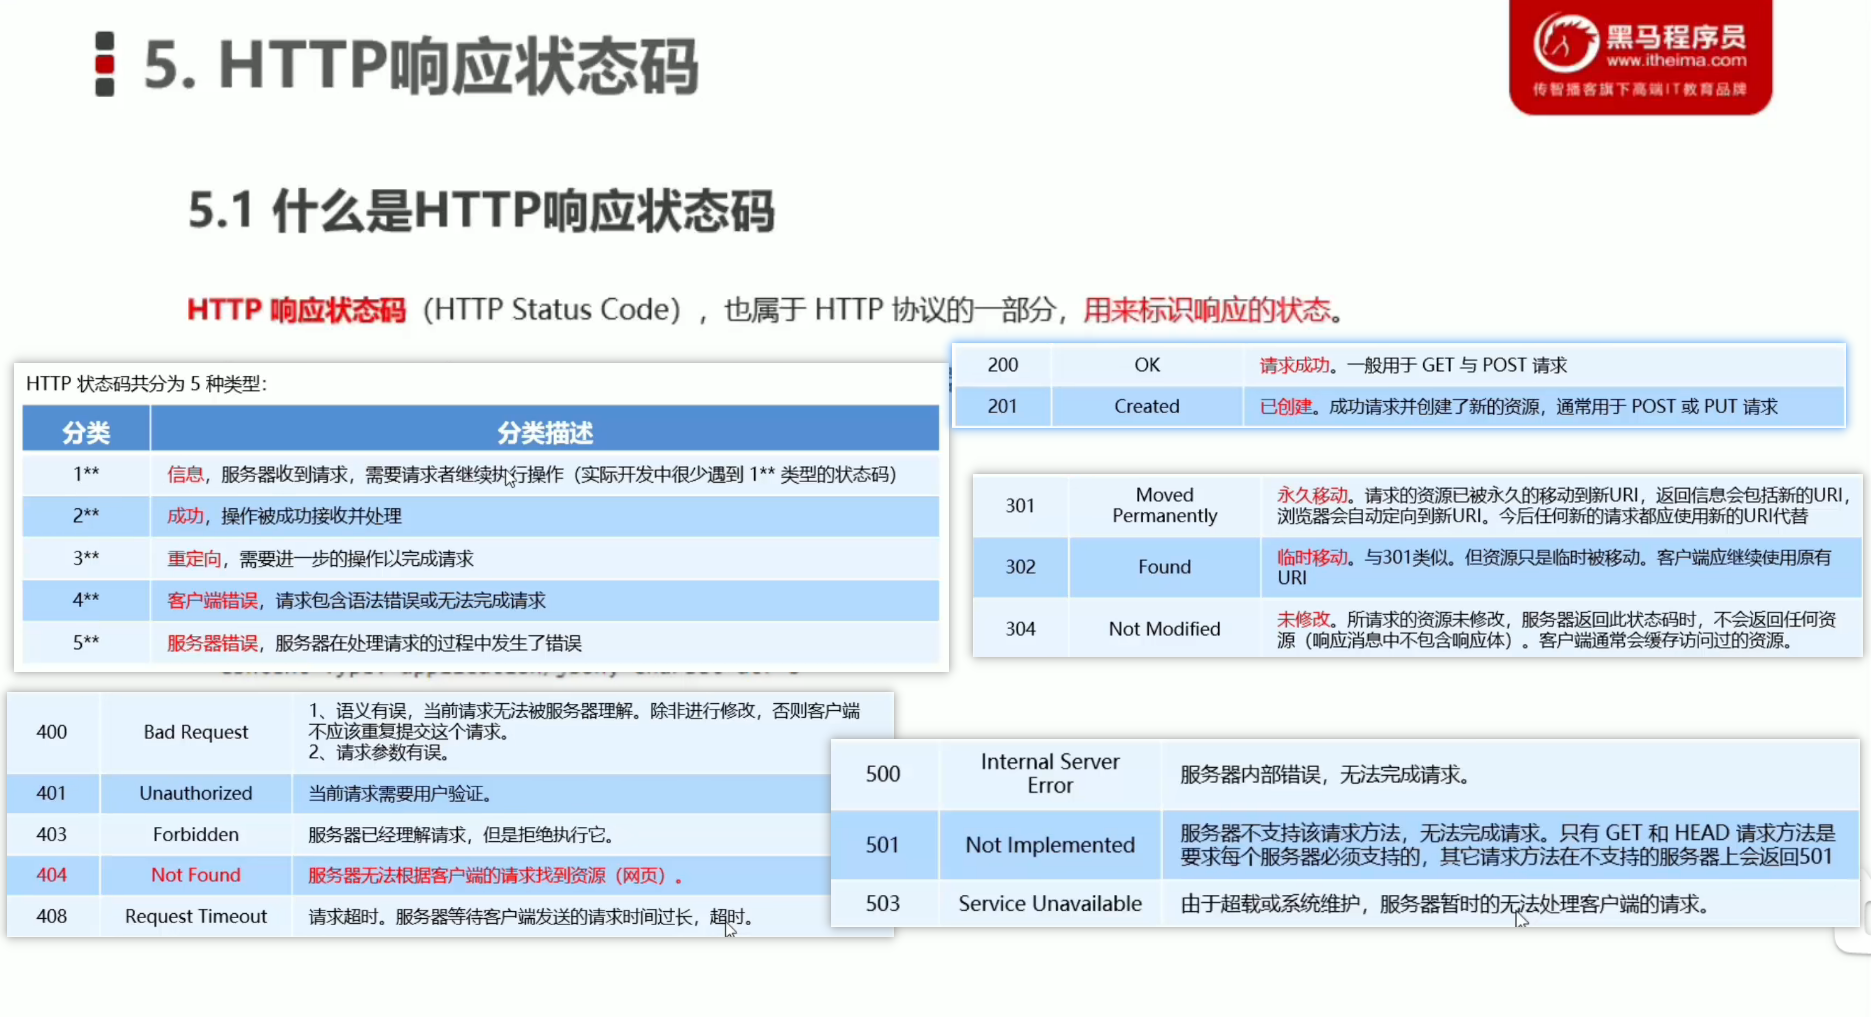 5. HTTP响应状态码
黑马程序员
www.itheima.com
传智播客旗下高端IT教育品牌
5.1 什么是HTTP响应状态码
HTTP 响应状态码（HTTP Status Code），也属于 HTTP 协议的一部分，用来标识响应的状态。
HTTP 状态码共分为 5 种类型：
分类 分类描述
1** 信息，服务器收到请求，需要请求者继续执行操作（实际开发中很少遇到 1** 类型的状态码）
2** 成功，操作被成功接收并处理
3** 重定向，需要进一步的操作以完成请求
4** 客户端错误，请求包含语法错误或无法完成请求
5** 服务器错误，服务器在处理请求的过程中发生了错误
200 OK 请求成功。一般用于 GET 与 POST 请求
201 Created 已创建。成功请求并创建了新的资源，通常用于 POST 或 PUT 请求
301 Moved Permanently 永久移动。请求的资源已被永久的移动到新URI，返回信息会包括新的URI，
浏览器会自动定向到新URI。今后任何新的请求都应使用新的URI代替
302 Found 临时移动。与301类似。但资源只是临时被移动。客户端应继续使用原有
URI
304 Not Modified 未修改。所请求的资源未修改，服务器返回此状态码时，不会返回任何资
源（响应消息中不包含响应体）。客户端通常会缓存访问过的资源。
400 Bad Request 1、语义有误，当前请求无法被服务器理解。除非进行修改，否则客户端
不应该重复提交这个请求。
2、请求参数有误。
401 Unauthorized 当前请求需要用户验证。
403 Forbidden 服务器已经理解请求，但是拒绝执行它。
404 Not Found 服务器无法根据客户端的请求找到资源（网页）。
408 Request Timeout 请求超时。服务器等待客户端发送的请求时间过长，超时。
500 Internal Server Error 服务器内部错误，无法完成请求。
501 Not Implemented 服务器不支持该请求方法，无法完成请求。只有 GET 和 HEAD 请求方法是
要求每个服务器必须支持的，其它请求方法在不支持的服务器上会返回501
503 Service Unavailable 由于超载或系统维护，服务器暂时的无法处理客户端的请求。